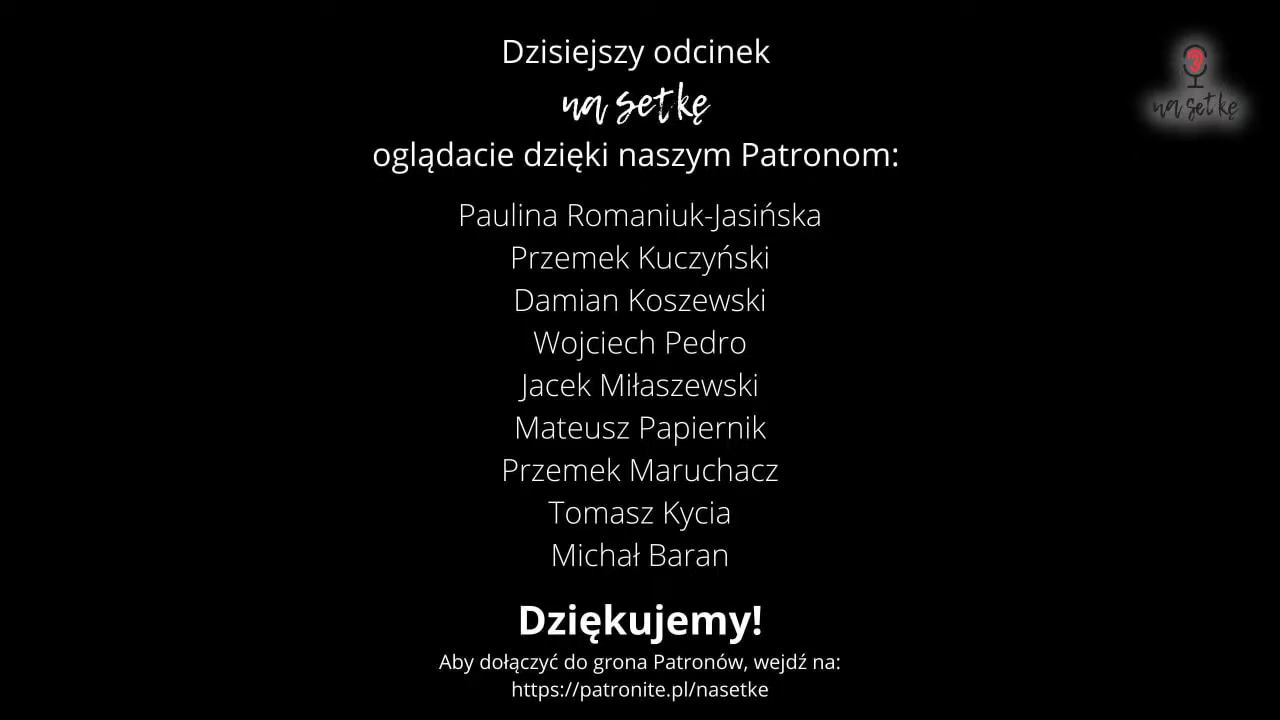 Dzisiejszy odcinek
na setkę
oglądacie dzięki naszym Patronom:
Paulina Romaniuk-Jasińska
Przemek Kuczyński
Damian Koszewski
Wojciech Pedro
Jacek Miłaszewski
Mateusz Papiernik
Przemek Maruchacz
Tomasz Kycia
Michał Baran
Dziękujemy!
Aby dołączyć do grona Patronów, wejdź na:
https://patronite.pl/nasetke
na setkę